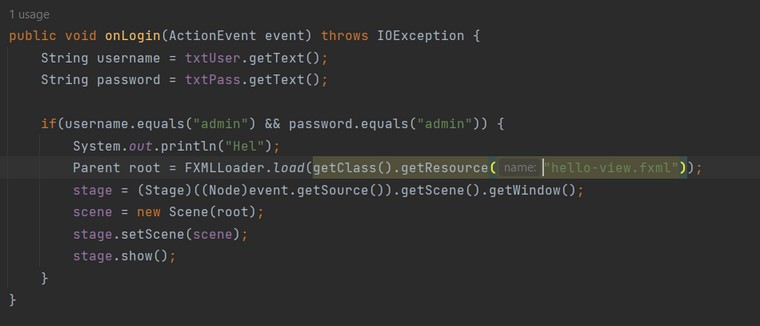 1 usage
public void onLogin(ActionEvent event) throws IOException {
    String username = txtUser.getText();
    String password = txtPass.getText();

    if(username.equals("admin") && password.equals("admin")) {
        System.out.println("Hel");
        Parent root = FXMLLoader.load(getClass().getResource( name: "hello-view.fxml"));
        stage = (Stage)((Node)event.getSource()).getScene().getWindow();
        scene = new Scene(root);
        stage.setScene(scene);
        stage.show();
    }
}